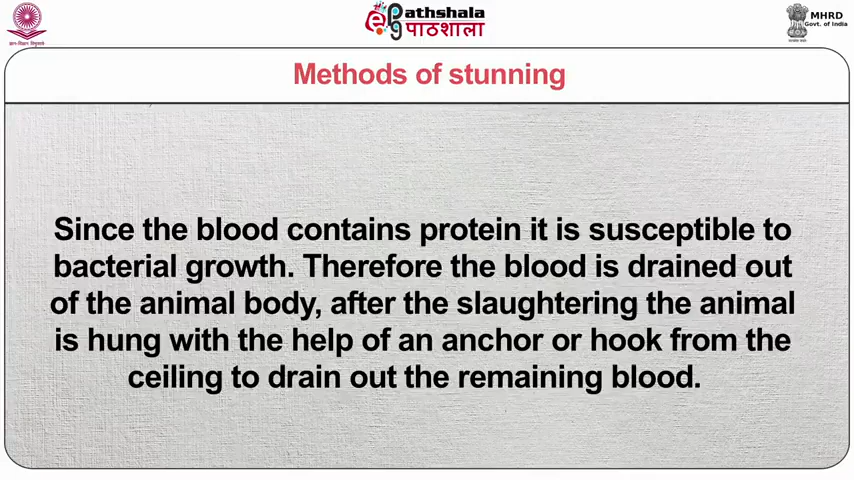 ज्ञान-विज्ञान विमुक्तये
ePathshala
पाठशाला
MHRD
Govt. of India
Methods of stunning
Since the blood contains protein it is susceptible to
bacterial growth. Therefore the blood is drained out
of the animal body, after the slaughtering the animal
is hung with the help of an anchor or hook from the
ceiling to drain out the remaining blood.